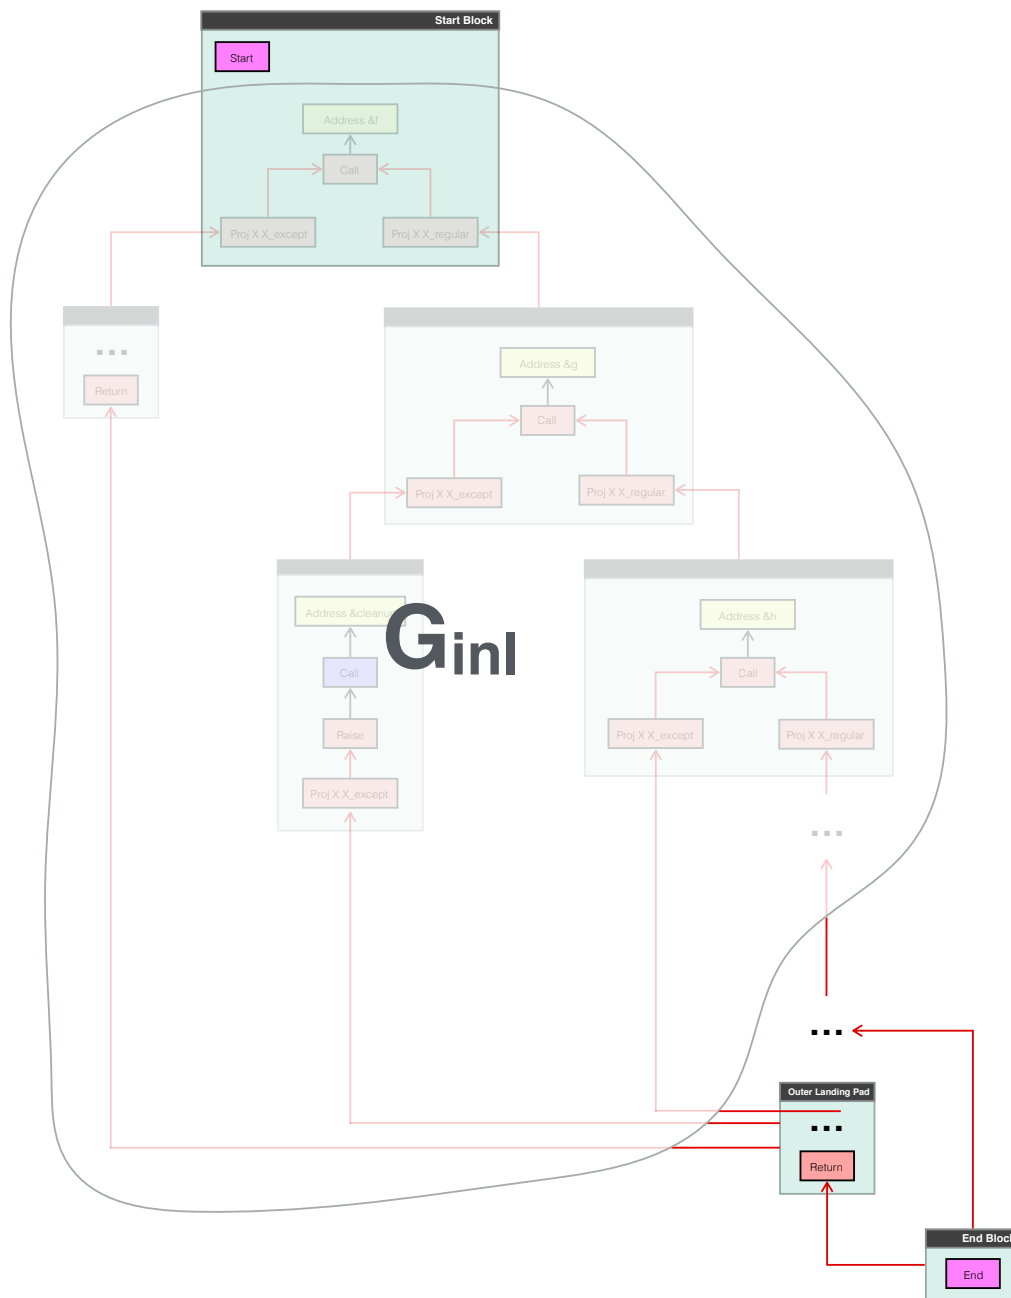 Start Block
Start
Address &f
Call
Proj X X_except
Proj X X_regular
...
Return
Address &g
Call
Proj X X_except
Proj X X_regular
Address &cleanup
Call
Raise
Proj X X_except
Ginl
Address &h
Call
Proj X X_except
Proj X X_regular
...
...
Outer Landing Pad
...
Return
End Block
End